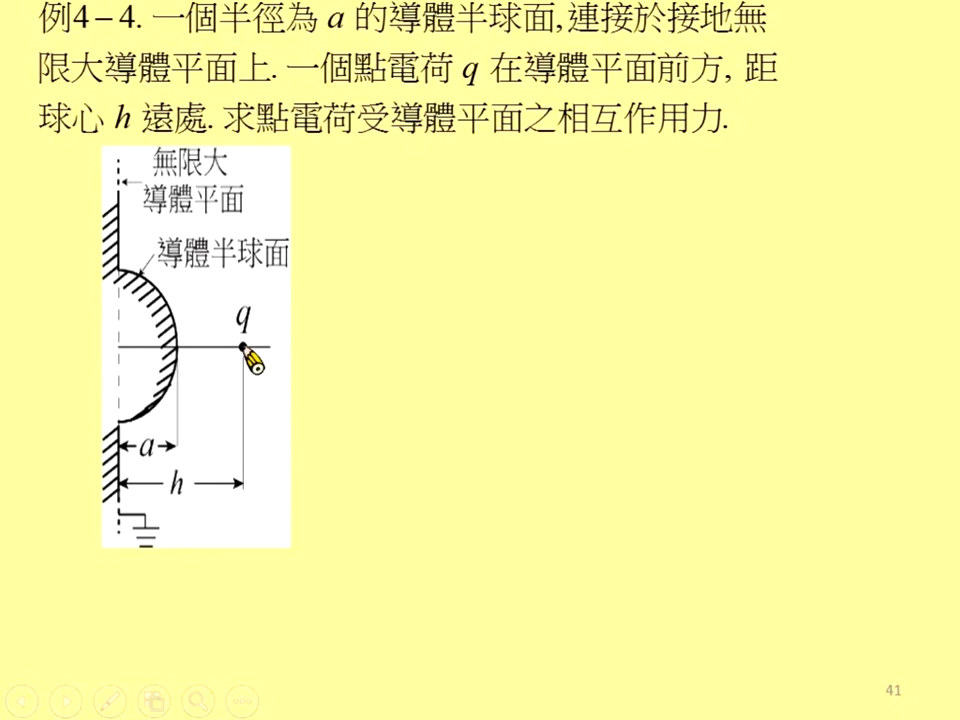 例4－4. 一個半徑為 a 的導體半球面,連接於接地無
限大導體平面上. 一個點電荷 q 在導體平面前方, 距
球心 h 遠處. 求點電荷受導體平面之相互作用力.
無限大
導體平面
導體半球面
q
a
h
41